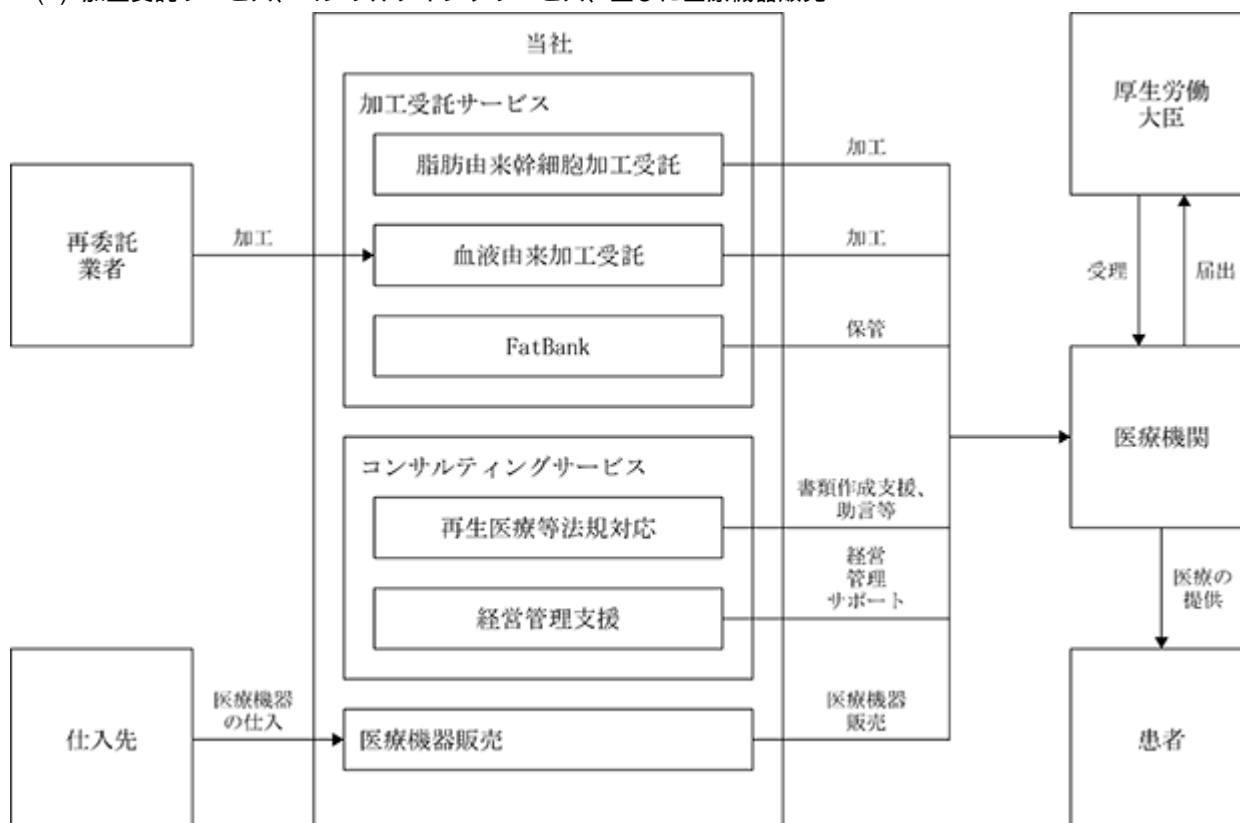 当社
加工受託サービス
脂肪由来幹細胞加工受託
血液由来加工受託
FatBank
コンサルティングサービス
再生医療等法規対応
経営管理支援
医療機器販売
再委託
業者
加工
仕入先
医療機器
の仕入
加工
加工
保管
書類作成支援、
助言等
経営
管理
サポート
医療機器
販売
厚生労働
大臣
受理
届出
医療機関
医療の
提供
患者